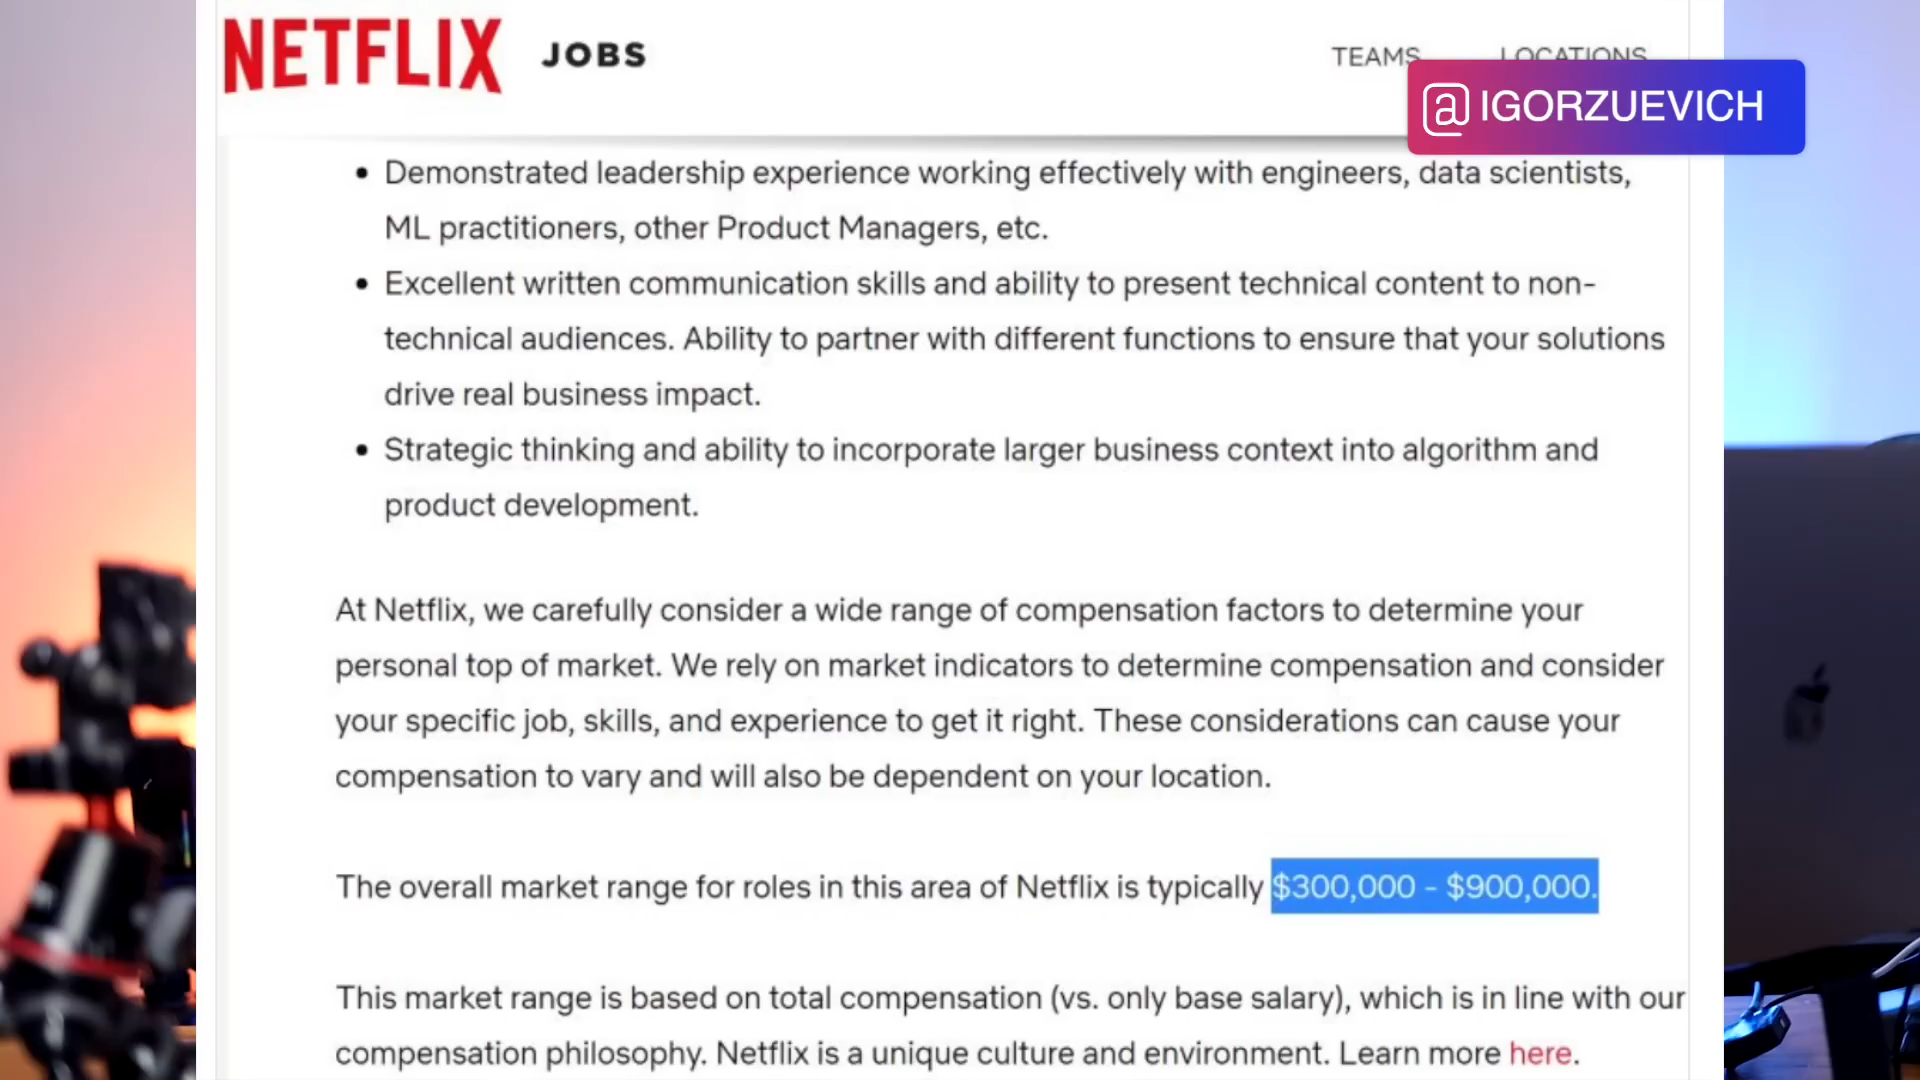 NETFLIX JOBS TEAMS LOCATIONS
@IGORZUEVICH
• Demonstrated leadership experience working effectively with engineers, data scientists,
ML practitioners, other Product Managers, etc.
• Excellent written communication skills and ability to present technical content to non-
technical audiences. Ability to partner with different functions to ensure that your solutions
drive real business impact.
• Strategic thinking and ability to incorporate larger business context into algorithm and
product development.
At Netflix, we carefully consider a wide range of compensation factors to determine your
personal top of market. We rely on market indicators to determine compensation and consider
your specific job, skills, and experience to get it right. These considerations can cause your
compensation to vary and will also be dependent on your location.
The overall market range for roles in this area of Netflix is typically $300,000 - $900,000.
This market range is based on total compensation (vs. only base salary), which is in line with our
compensation philosophy. Netflix is a unique culture and environment. Learn more here.